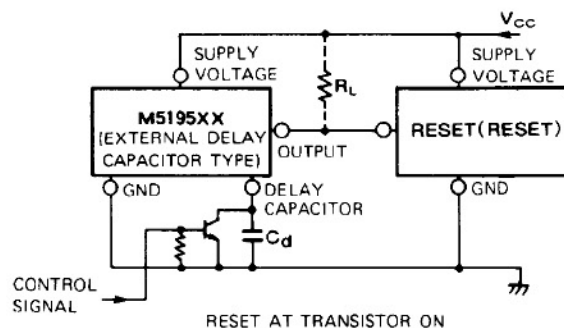 Vcc
SUPPLY
VOLTAGE
SUPPLY
VOLTAGE
RL
M5195XX
(EXTERNAL DELAY
CAPACITOR TYPE)
OUTPUT
RESET(RESET)
GND
DELAY
CAPACITOR
GND
Cd
CONTROL
SIGNAL
RESET AT TRANSISTOR ON